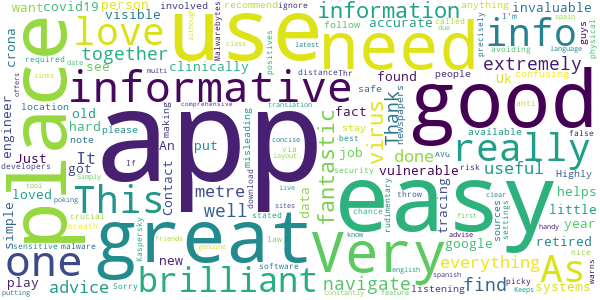 want covid19
involved
recommend
ignore
I'm
spain
called
due
anything
latest
class
crona
visible
love
use
need
information
accurate
follow
confusing
invaluable
precisely
guys
physical
avoiding
language
place
together
see
clinically
Malwarebytes
positives
info
required
links
date
multi
offers
distance
Thr
found
safe
people
extremely
informative
engineer
location
old
hard
please
note
developers
app
good
virus
Thank
fact
stay
Uk
newspapers
available
anti
false
best
AVG
one
Just
It
got
An
making
put
job
done
really
misleading
comprehensive
translation
concise
layout
via
This
Contact
metre
fantastic
vulnerable
risk
useful
Highly
simple
If
simply
tool
poking
well
data
download
live
sites
security
tracing
throw
chance
rudimentary
sources
settings
clear
helps
little
year
loved
crucial
breath
Kaspersky
stated
law
easy
google
first
advise
nice
retired
sensitive
malware
friends
genuine
software
know
english
spanish
handy
great
Very
As
everything
new
play
advice
brilliant
navigate
find
systems
listening
picky
warns
putting
Sorry
constantly
feature
Keeps